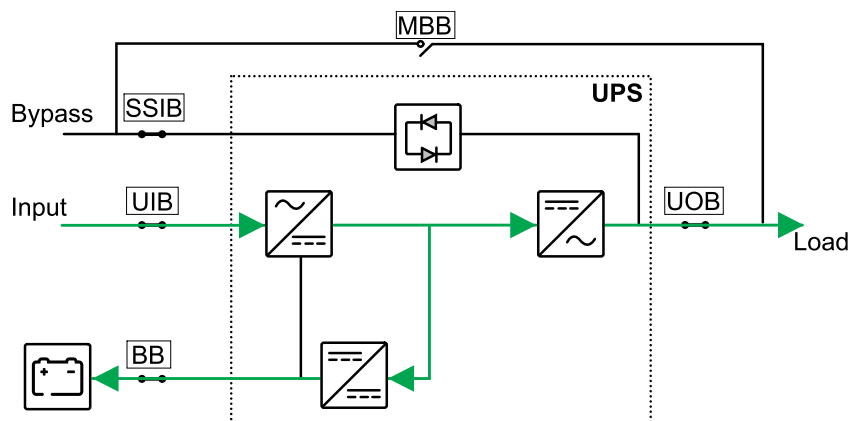 MBB
UPS
Bypass
SSIB
Input
UIB
UOB
Load
BB